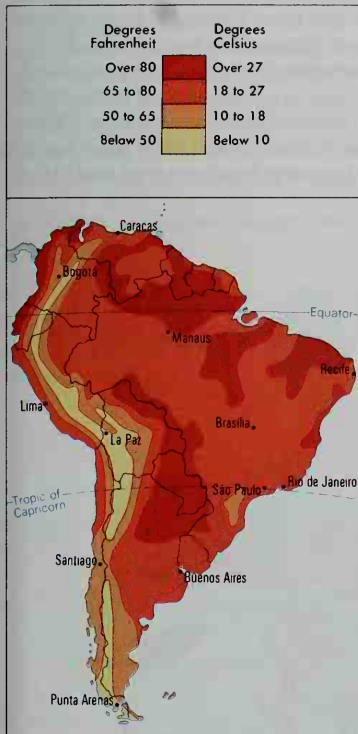 Degrees Fahrenheit
Degrees Celsius
Over 80
Over 27
65 to 80
18 to 27
50 to 65
10 to 18
8elow 50
8elow 10
Caracas
Bogotá
Equator
Manaus
Recife
Lima
Brasília
La Paz
Tropic of
Capricorn
São Paulo
Rio de Janeiro
Santiago
Buenos Aires
Punta Arenas